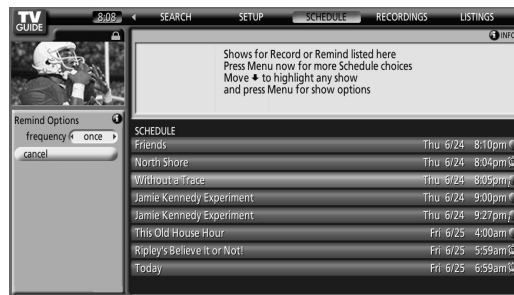 TV GUIDE
8:08 SEARCH SETUP SCHEDULE RECORDINGS LISTINGS
INFO
Shows for Record or Remind listed here
Press Menu now for more Schedule choices
Move to highlight any show
and press Menu for show options
Remind Options
frequency once
cancel
SCHEDULE
Friends Thu 6/24 8:10pm
North Shore Thu 6/24 8:04pm
Without a Trace Thu 6/24 8:05pm
Jamie Kennedy Experiment Thu 6/24 9:00pm
Jamie Kennedy Experiment Thu 6/24 9:27pm
This Old House Hour Fri 6/25 4:00am
Ripley's Believe It or Not! Fri 6/25 5:59am
Today Fri 6/25 6:59am